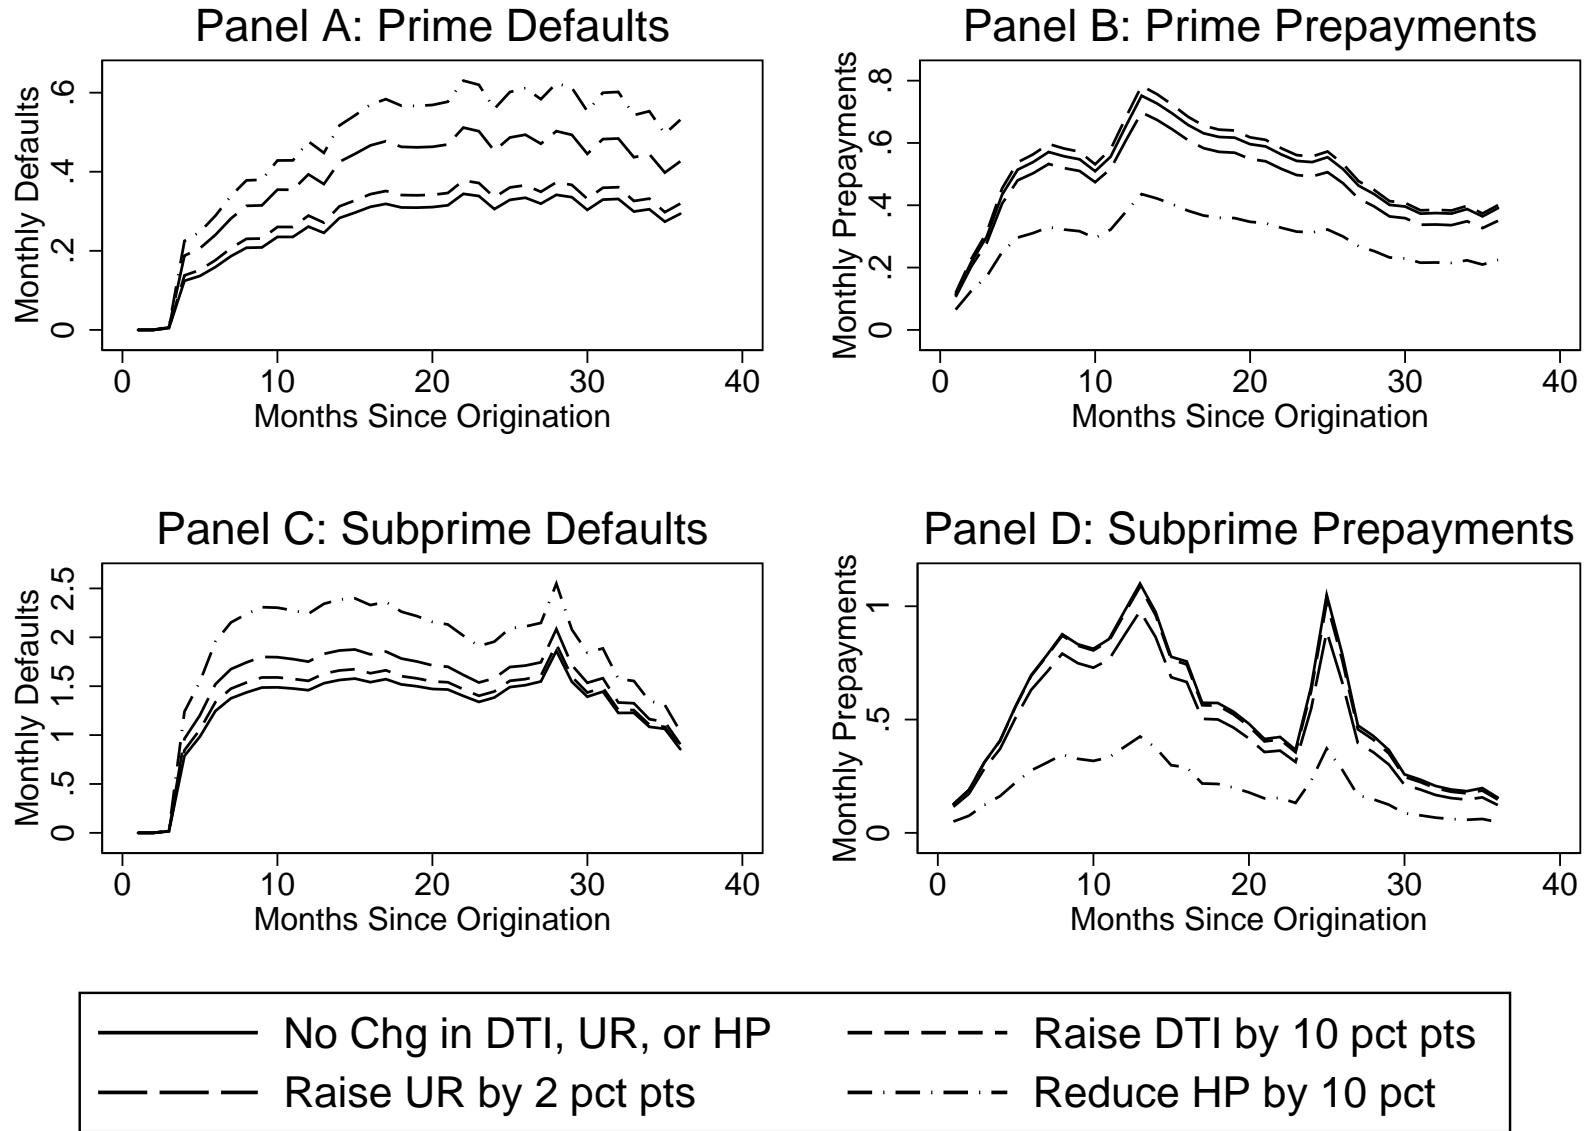 Panel A: Prime Defaults
Monthly Defaults
0 .2 .4 .6
0 10 20 30 40
Months Since Origination
Panel B: Prime Prepayments
Monthly Prepayments
0 .2 .4 .6 .8
0 10 20 30 40
Months Since Origination
Panel C: Subprime Defaults
Monthly Defaults
0 .5 1 1.5 2 2.5
0 10 20 30 40
Months Since Origination
Panel D: Subprime Prepayments
Monthly Prepayments
0 .5 1
0 10 20 30 40
Months Since Origination
No Chg in DTI, UR, or HP
Raise DTI by 10 pct pts
Raise UR by 2 pct pts
Reduce HP by 10 pct